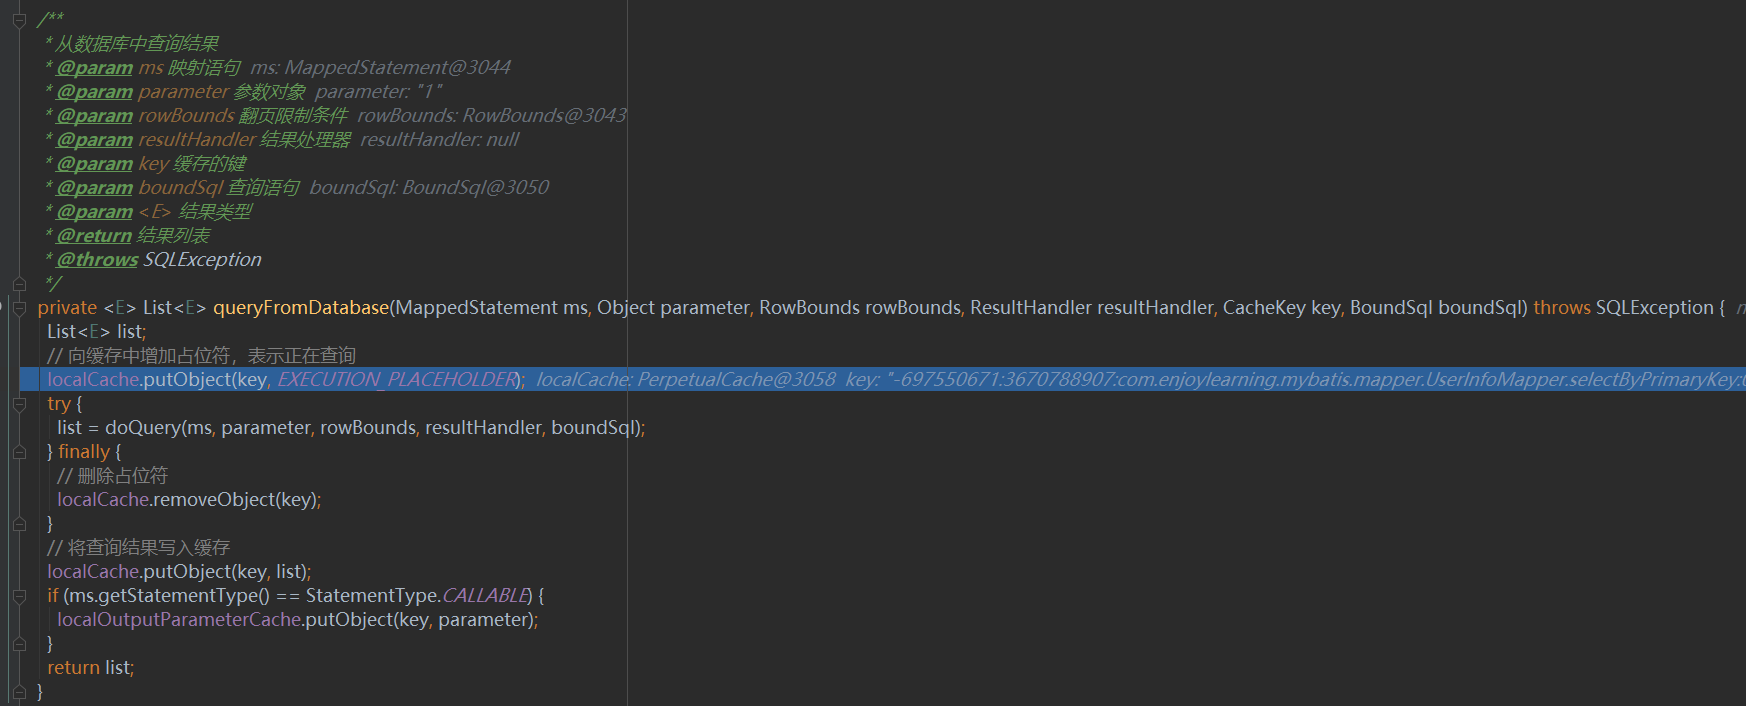 /**
* 从数据库中查询结果
* @param ms 映射语句 ms: MappedStatement@3044
* @param parameter 参数对象 parameter: "1"
* @param rowBounds 翻页限制条件 rowBounds: RowBounds@3043
* @param resultHandler 结果处理器 resultHandler: null
* @param key 缓存的键
* @param boundSql 查询语句 boundSql: BoundSql@3050
* @param <E> 结果类型
* @return 结果列表
* @throws SQLException
*/
private <E> List<E> queryFromDatabase(MappedStatement ms, Object parameter, RowBounds rowBounds, ResultHandler resultHandler, CacheKey key, BoundSql boundSql) throws SQLException {
List<E> list;
// 向缓存中增加占位符，表示正在查询
localCache.putObject(key, EXECUTION_PLACEHOLDER); localCache: PerpetualCache@3058 key: "-697550671:3670788907:com.enjoylearning.mybatis.mapper.UserInfoMapper.selectByPrimaryKey:
try {
list = doQuery(ms, parameter, rowBounds, resultHandler, boundSql);
} finally {
// 删除占位符
localCache.removeObject(key);
}
// 将查询结果写入缓存
localCache.putObject(key, list);
if (ms.getStatementType() == StatementType.CALLABLE) {
localOutputParameterCache.putObject(key, parameter);
}
return list;
}